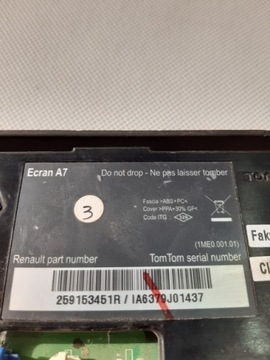 Ecran A7
Do not drop - Ne pas laisser tomber
3
Fascia >ABS+PC<
Cover >PPA+30% GF<
Code ITG
(1ME0.001.01)
Renault part number
TomTom serial number
259153451R / IA6379J01437